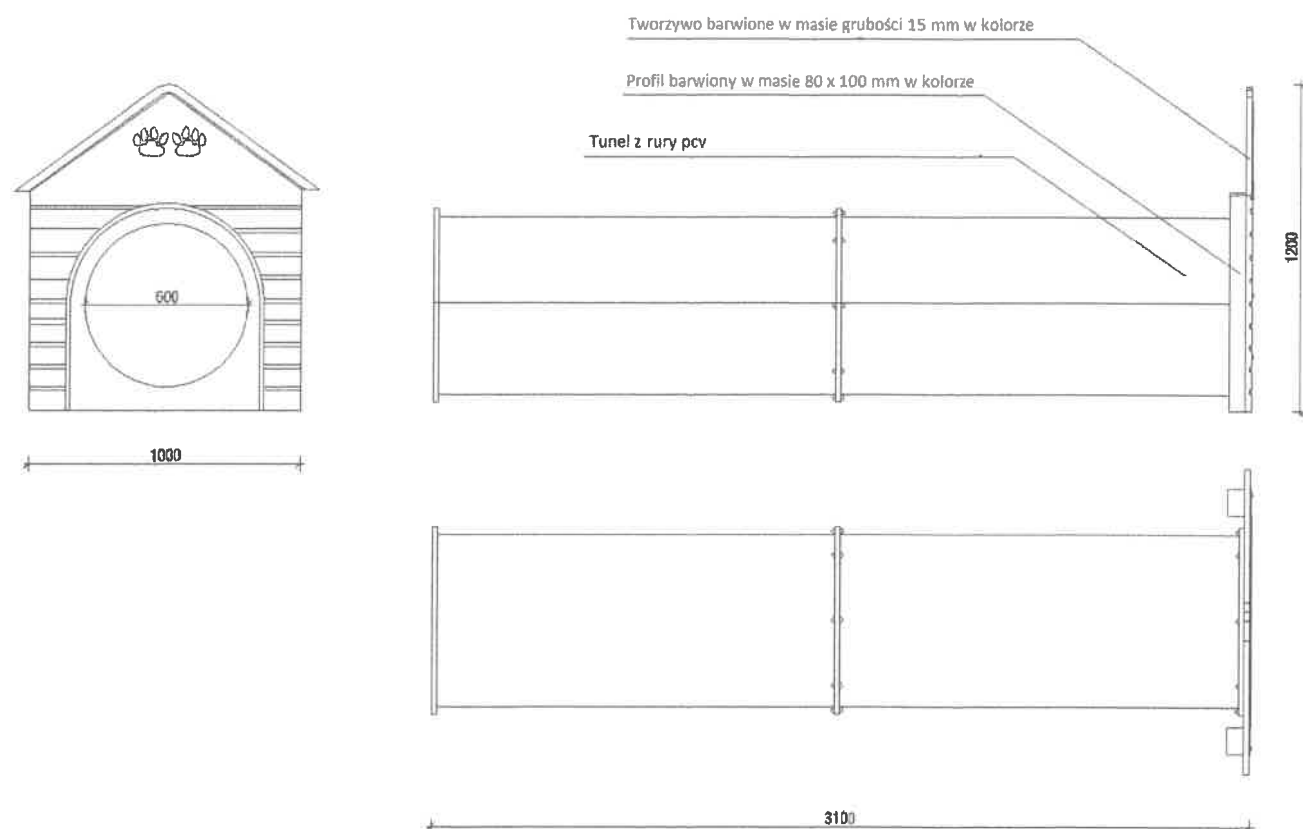 Tworzywo barwione w masie grubości 15 mm w kolorze
Profil barwiony w masie 80 x 100 mm w kolorze
Tunel z rury pcv
600
1200
1000
3100